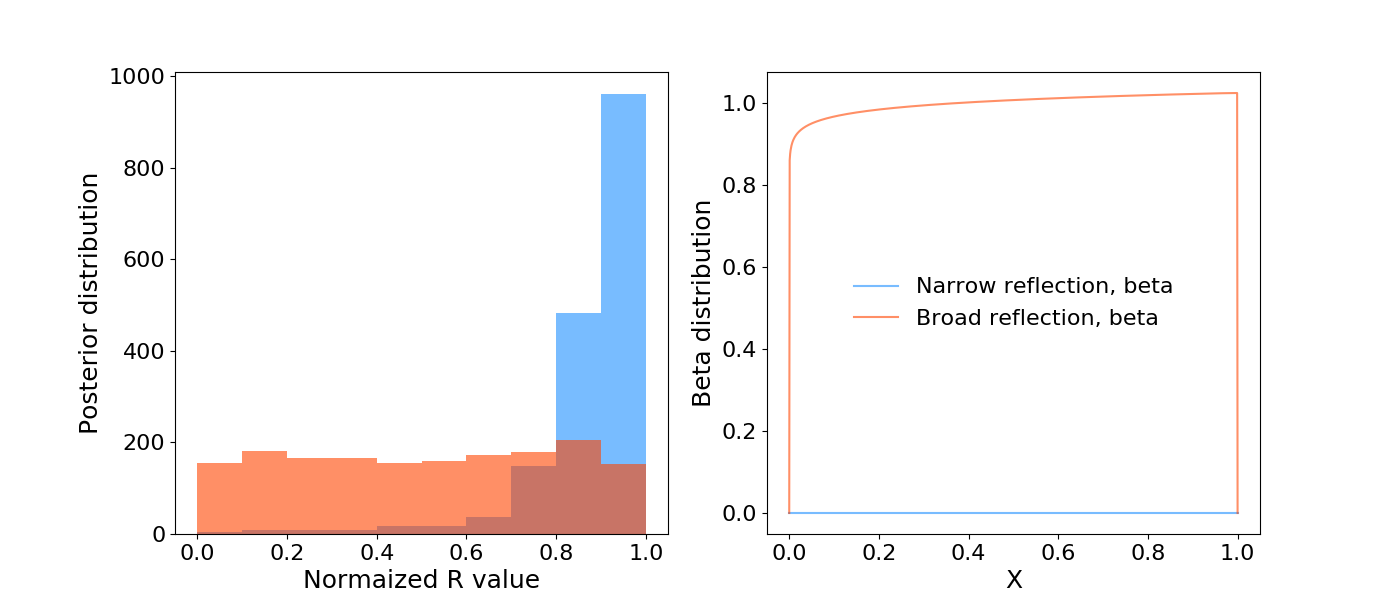 Posterior distribution
1000
800
600
400
200
0
0.0 0.2 0.4 0.6 0.8 1.0
Normaized R value
Beta distribution
1.0
0.8
0.6
0.4
0.2
0.0
Narrow reflection, beta
Broad reflection, beta
0.0 0.2 0.4 0.6 0.8 1.0
X